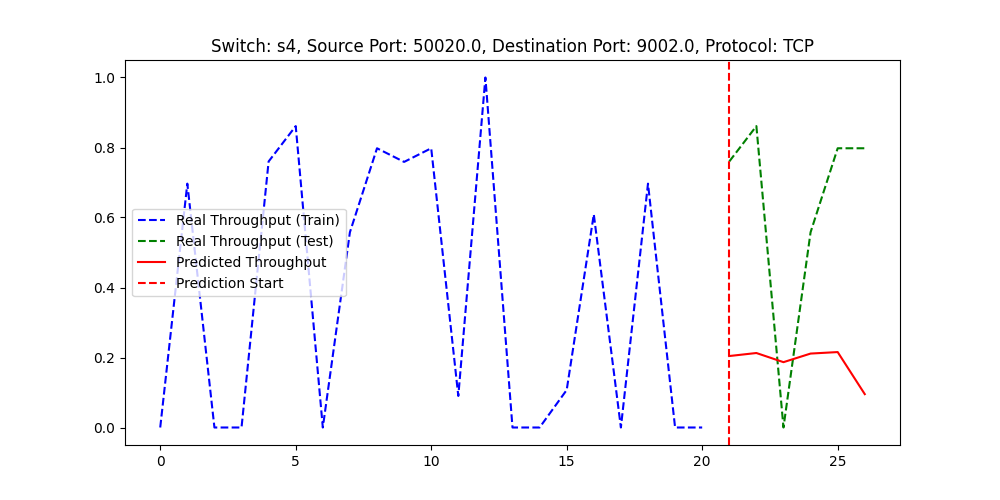 Switch: s4, Source Port: 50020.0, Destination Port: 9002.0, Protocol: TCP
1.0
0.8
0.6
0.4
0.2
0.0
Real Throughput (Train)
Real Throughput (Test)
Predicted Throughput
Prediction Start
0 5 10 15 20 25